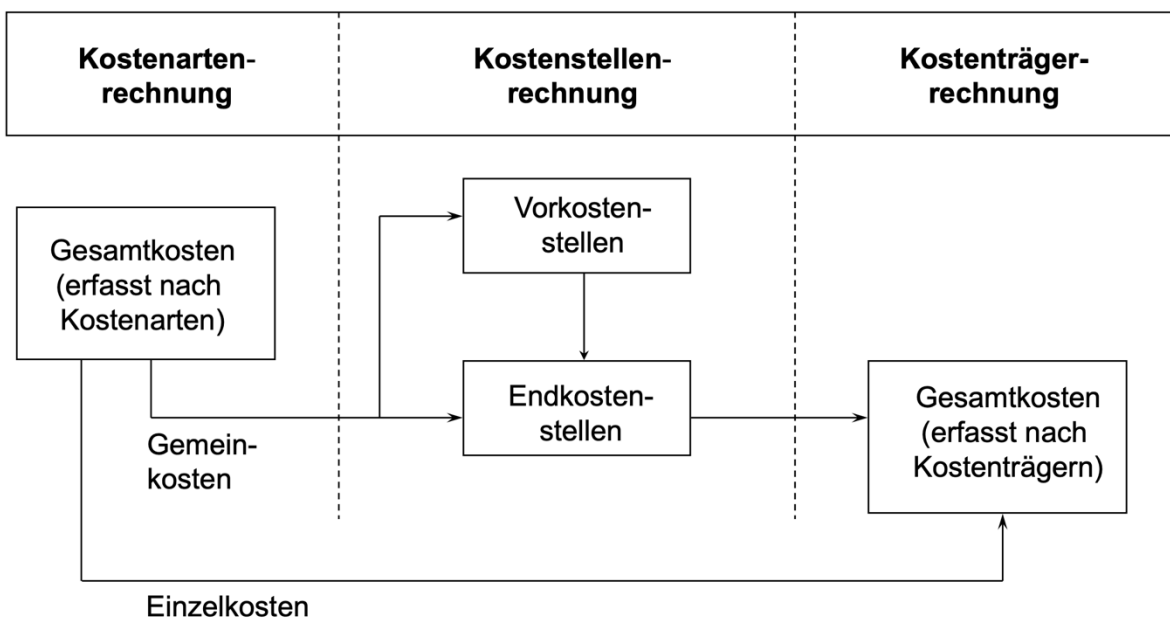 Kostenarten-
rechnung
Kostenstellen-
rechnung
Kostenträger-
rechnung
Gesamtkosten
(erfasst nach
Kostenarten)
Vorkosten-
stellen
Endkosten-
stellen
Gesamtkosten
(erfasst nach
Kostenträgern)
Gemein-
kosten
Einzelkosten